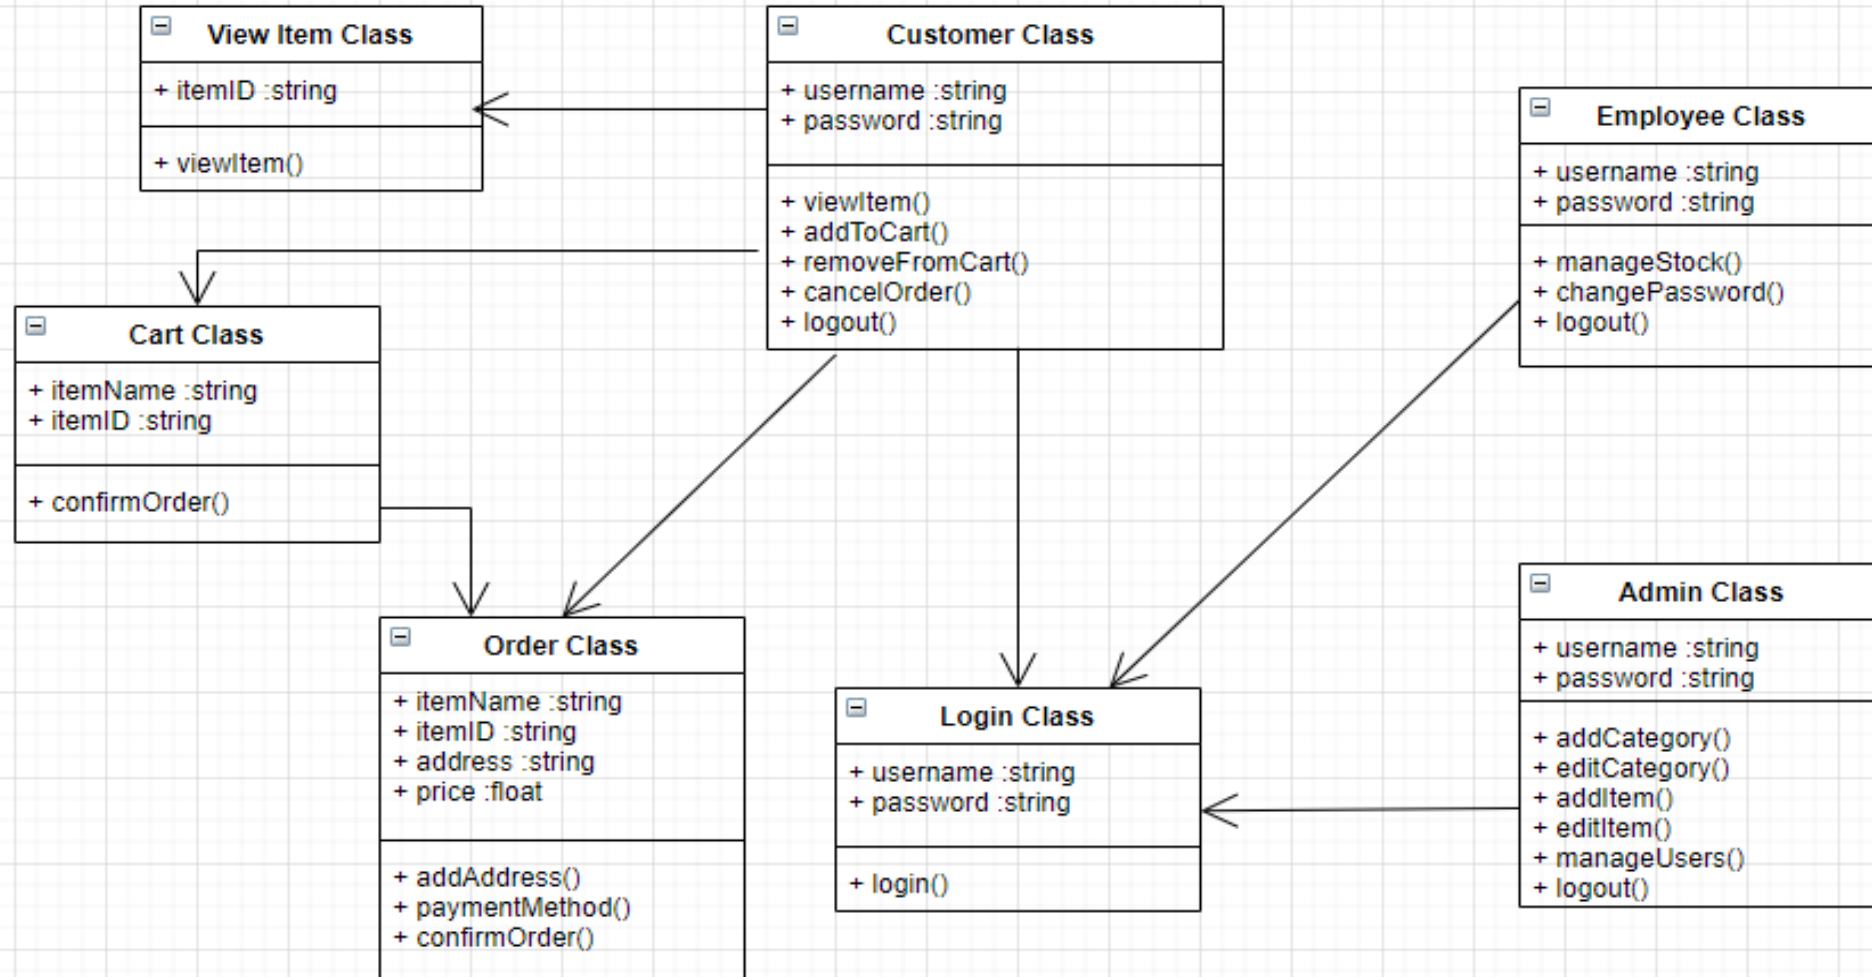 View Item Class
+ itemID :string
+ viewItem()
Customer Class
+ username :string
+ password :string
+ viewItem()
+ addToCart()
+ removeFromCart()
+ cancelOrder()
+ logout()
Employee Class
+ username :string
+ password :string
+ manageStock()
+ changePassword()
+ logout()
Cart Class
+ itemName :string
+ itemID :string
+ confirmOrder()
Order Class
+ itemName :string
+ itemID :string
+ address :string
+ price :float
+ addAddress()
+ paymentMethod()
+ confirmOrder()
Login Class
+ username :string
+ password :string
+ login()
Admin Class
+ username :string
+ password :string
+ addCategory()
+ editCategory()
+ addItem()
+ editItem()
+ manageUsers()
+ logout()